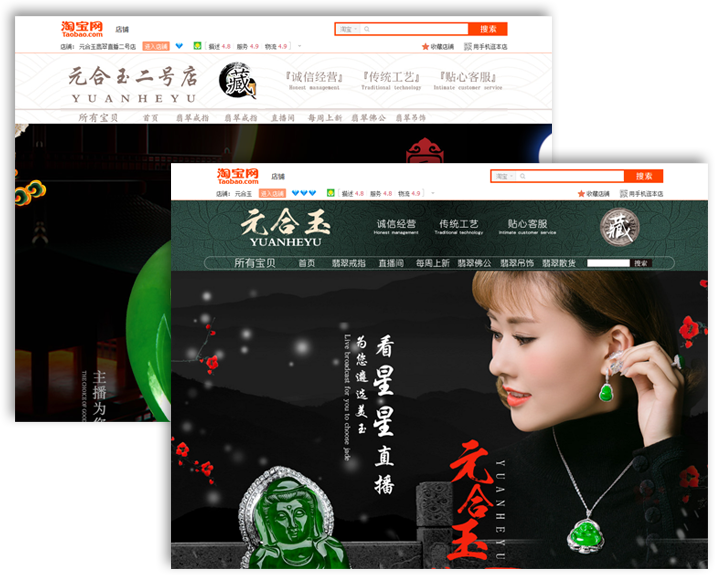 淘宝网
Taobao.com
店铺
淘宝
搜索
店铺: 元合玉翡翠直播二号店 进入店铺
描述 4.8 服务 4.9 物流 4.9
收藏店铺
用手机逛本店
元合玉二号店
YUANHEYU
藏
『诚信经营』 『传统工艺』 『贴心客服』
Honest management Traditional technology Intimate customer service
所有宝贝 首页 翡翠戒指 翡翠戒指 直播间 每周上新 翡翠佛公 翡翠吊饰
主播为
THE CHOICE OF GOOD
淘宝网
Taobao.com
店铺
淘宝
搜索
店铺: 元合玉 进入店铺
描述 4.8 服务 4.8 物流 4.9
收藏店铺
用手机逛本店
元合玉
YUANHEYU
诚信经营 传统工艺 贴心客服
Honest management Traditional technology Intimate customer service
藏
所有宝贝 首页 翡翠戒指 直播间 每周上新 翡翠佛公 翡翠吊饰 翡翠散货
搜索
看星星直播
为您遴选美玉
Live broadcast for you to choose jade
元合玉
YUANHEYU